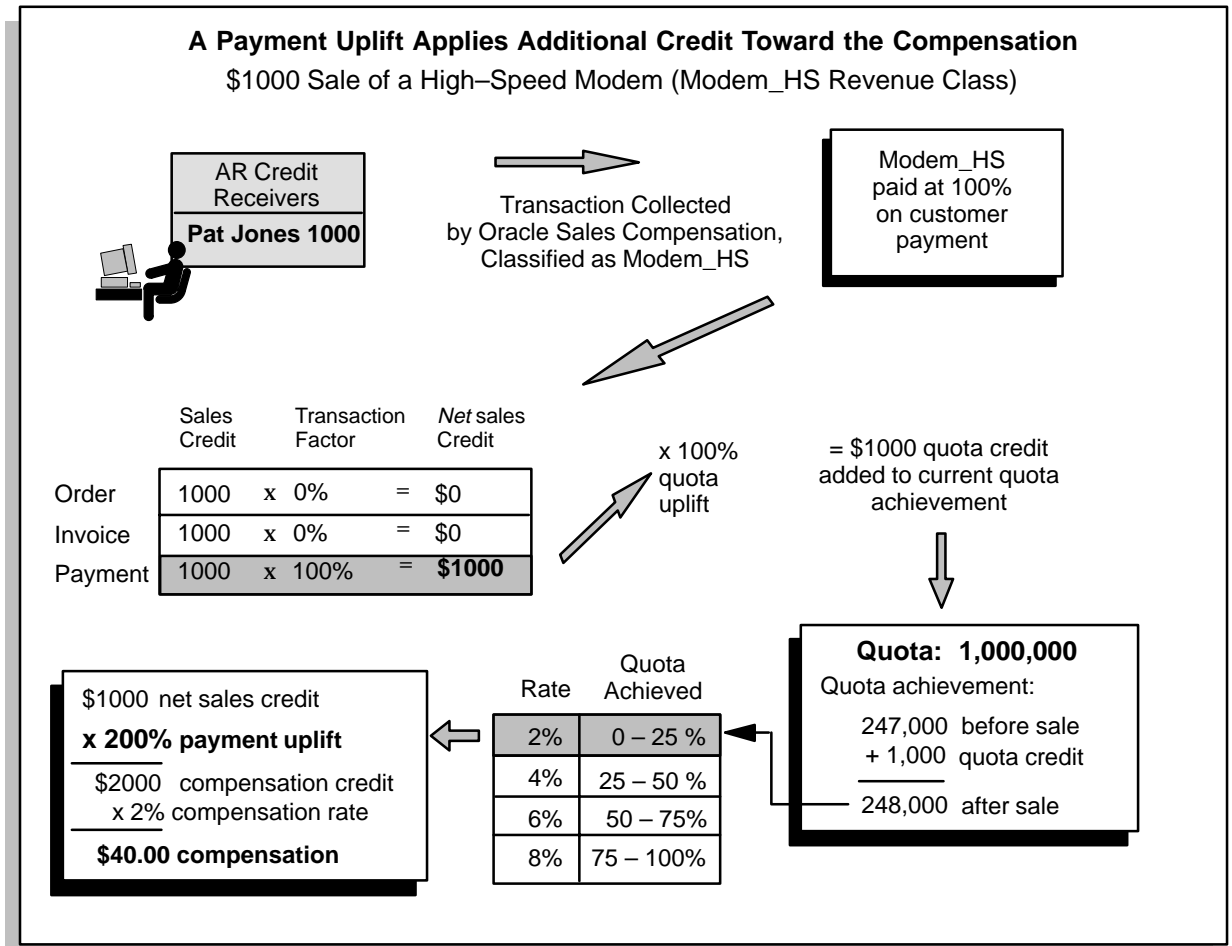 A Payment Uplift Applies Additional Credit Toward the Compensation
$1000 Sale of a High–Speed Modem (Modem_HS Revenue Class)
AR Credit
Receivers
Pat Jones 1000
Transaction Collected
by Oracle Sales Compensation,
Classified as Modem_HS
Modem_HS
paid at 100%
on customer
payment
Sales
Credit
Transaction
Factor
Net sales
Credit
Order 1000 x 0% = $0
Invoice 1000 x 0% = $0
Payment 1000 x 100% = $1000
x 100%
quota
uplift
= $1000 quota credit
added to current quota
achievement
Quota: 1,000,000
Quota achievement:
247,000 before sale
+ 1,000 quota credit
248,000 after sale
Rate
Quota
Achieved
2% 0 – 25 %
4% 25 – 50 %
6% 50 – 75%
8% 75 – 100%
$1000 net sales credit
x 200% payment uplift
$2000 compensation credit
x 2% compensation rate
$40.00 compensation